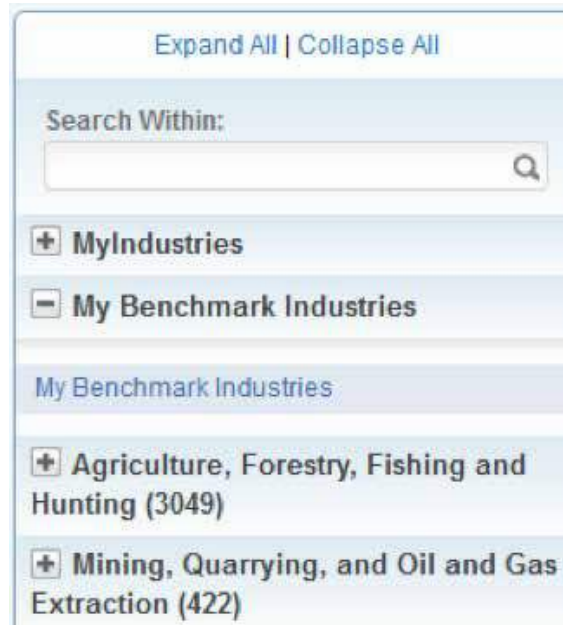 Expand All | Collapse All
Search Within:
MyIndustries
My Benchmark Industries
My Benchmark Industries
Agriculture, Forestry, Fishing and
Hunting (3049)
Mining, Quarrying, and Oil and Gas
Extraction (422)